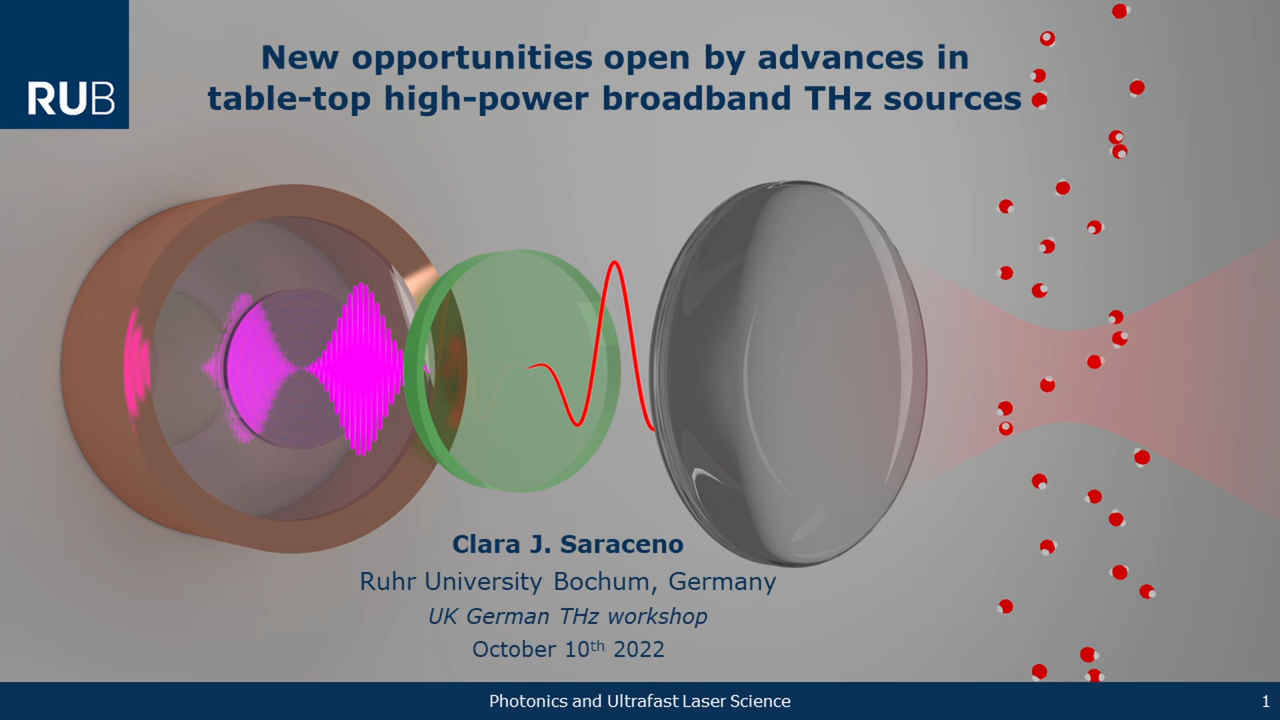 RUB
New opportunities open by advances in
table-top high-power broadband THz sources
Clara J. Saraceno
Ruhr University Bochum, Germany
UK German THz workshop
October 10th 2022
Photonics and Ultrafast Laser Science
1